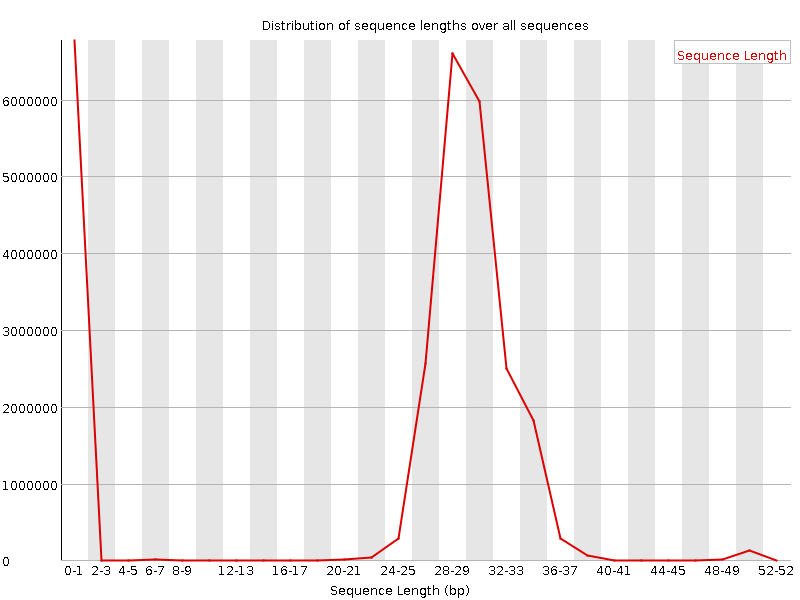 Distribution of sequence lengths over all sequences
Sequence Length
6000000
5000000
4000000
3000000
2000000
1000000
0
0-1 2-3 4-5 6-7 8-9 12-13 16-17 20-21 24-25 28-29 32-33 36-37 40-41 44-45 48-49 52-52
Sequence Length (bp)